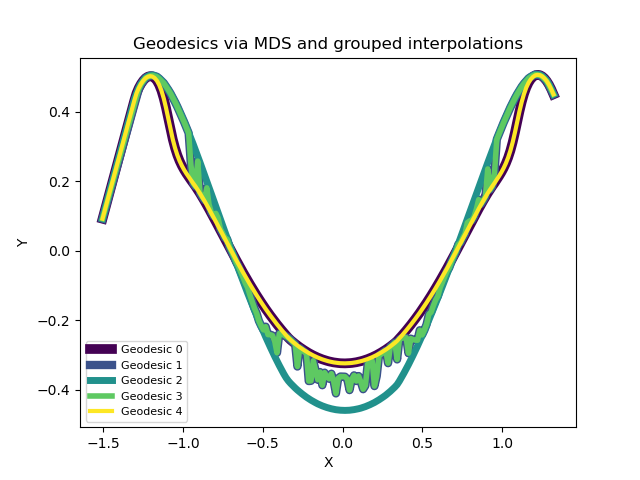 Geodesics via MDS and grouped interpolations
0.4
0.2
0.0
−0.2
−0.4
Y
Geodesic 0
Geodesic 1
Geodesic 2
Geodesic 3
Geodesic 4
−1.5 −1.0 −0.5 0.0 0.5 1.0
X